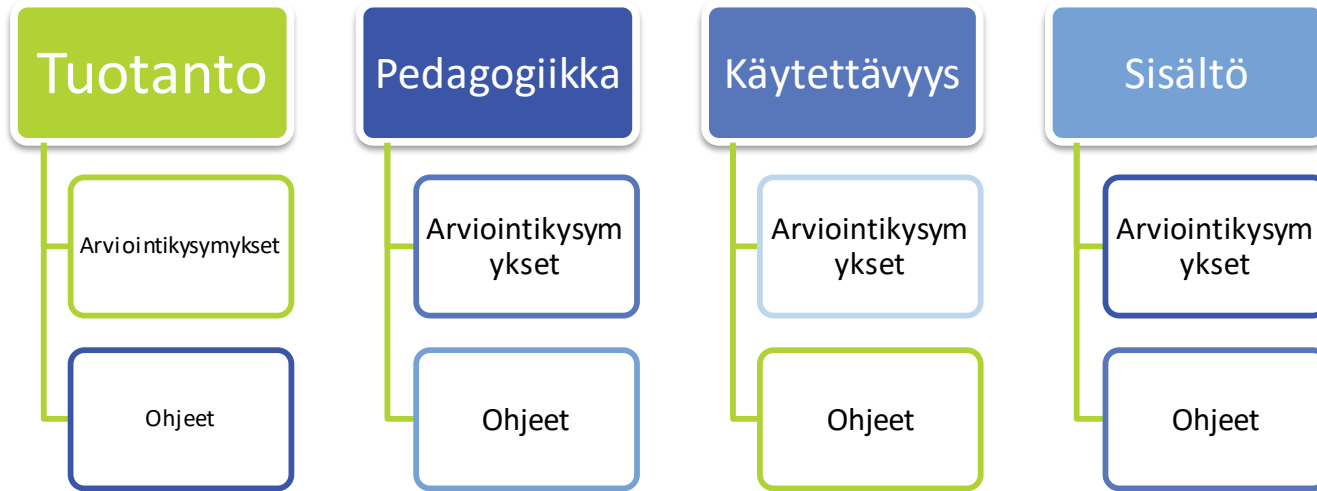 Tuotanto
Arviointikysymykset
Ohjeet
Pedagogiikka
Arviointikysym
ykset
Ohjeet
Käytettävyys
Arviointikysym
ykset
Ohjeet
Sisältö
Arviointikysym
ykset
Ohjeet